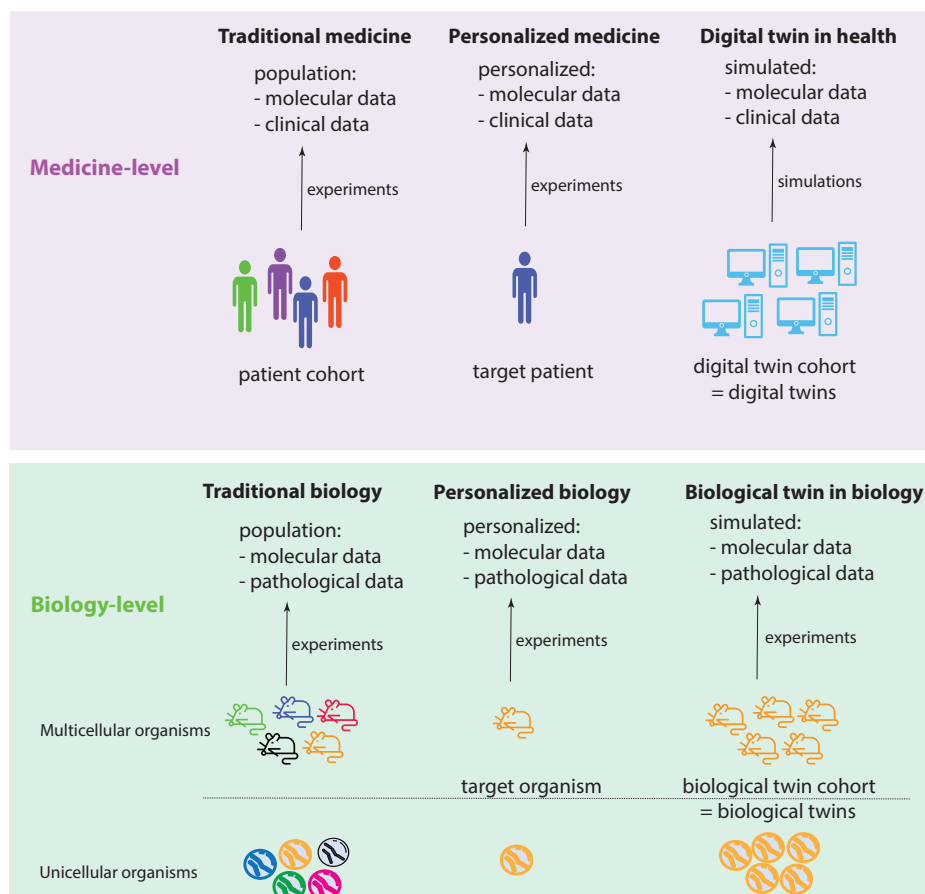 Traditional medicine
Personalized medicine
Digital twin in health
population:
- molecular data
- clinical data
personalized:
- molecular data
- clinical data
simulated:
- molecular data
- clinical data
Medicine-level
experiments
experiments
simulations
patient cohort
target patient
digital twin cohort
= digital twins
Traditional biology
Personalized biology
Biological twin in biology
population:
- molecular data
- pathological data
personalized:
- molecular data
- pathological data
simulated:
- molecular data
- pathological data
Biology-level
experiments
experiments
experiments
Multicellular organisms
target organism
biological twin cohort
= biological twins
Unicellular organisms